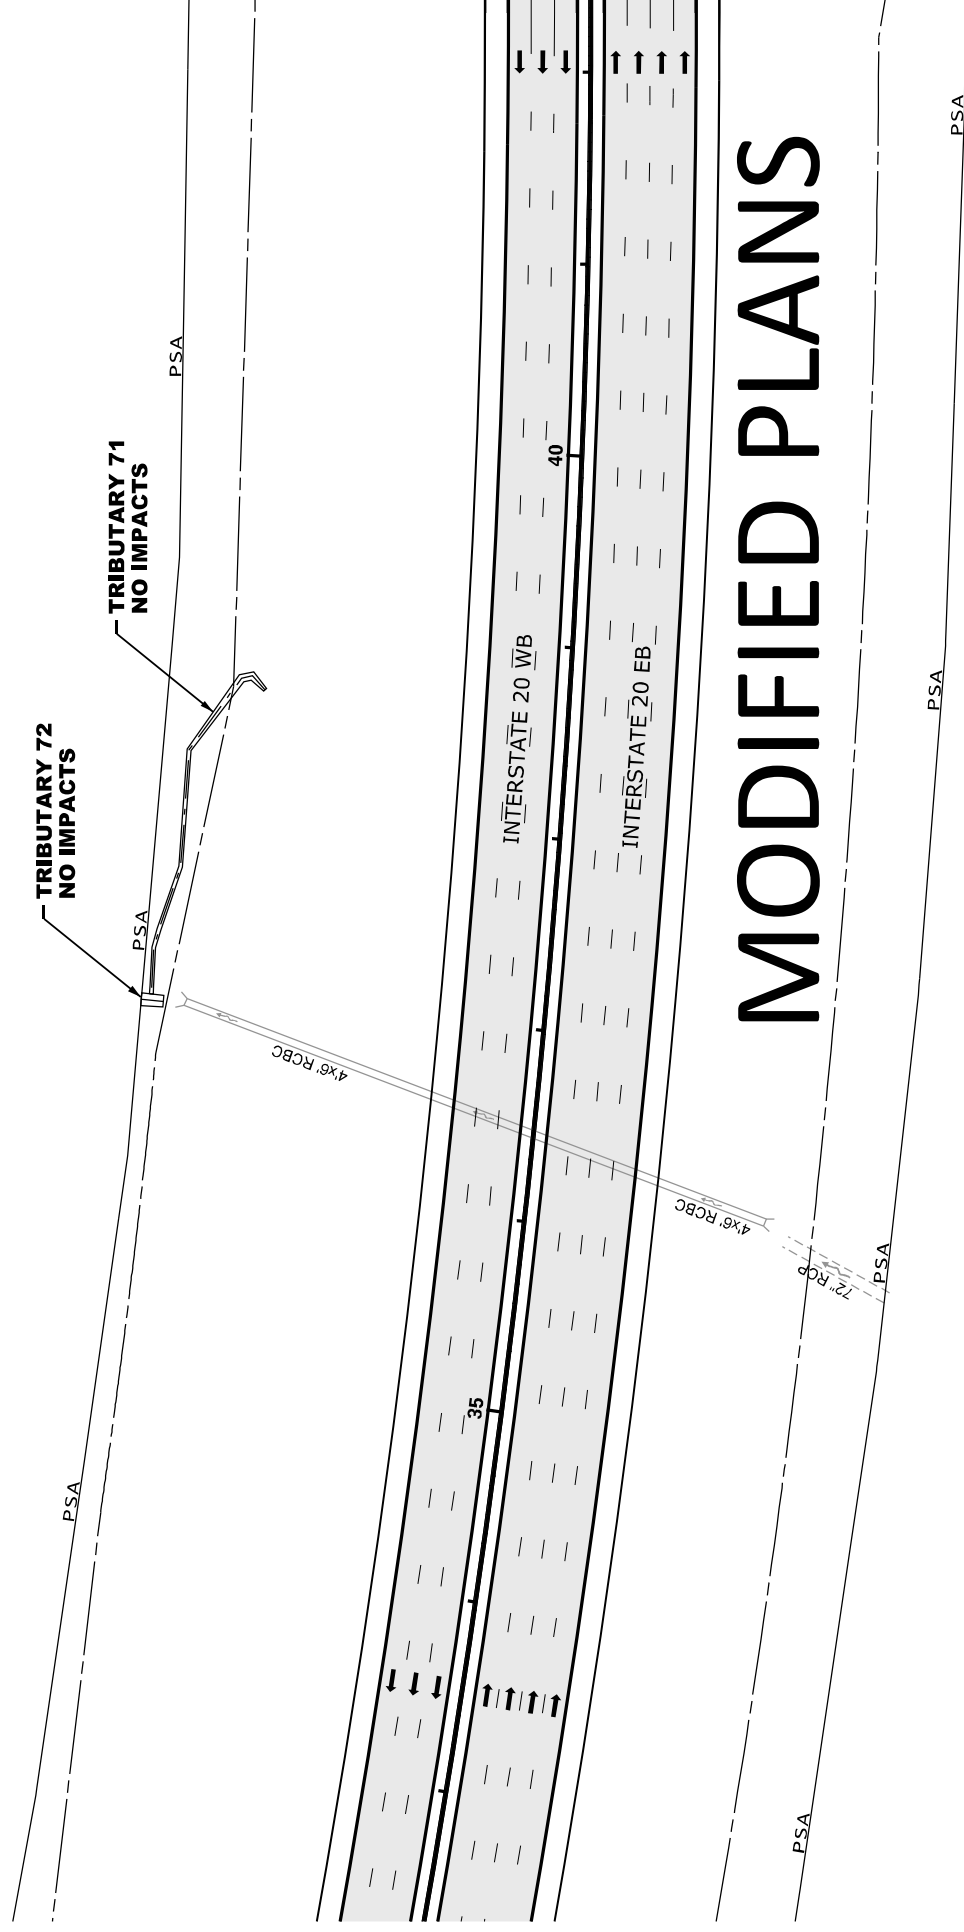 TRIBUTARY 72
NO IMPACTS
TRIBUTARY 71
NO IMPACTS
PSA
PSA
PSA
INTERSTATE 20 WB
INTERSTATE 20 EB
40
35
4'x6' RCBC
4'x6' RCBC
72" RCP
MODIFIED PLANS
PSA
PSA
PSA
PSA